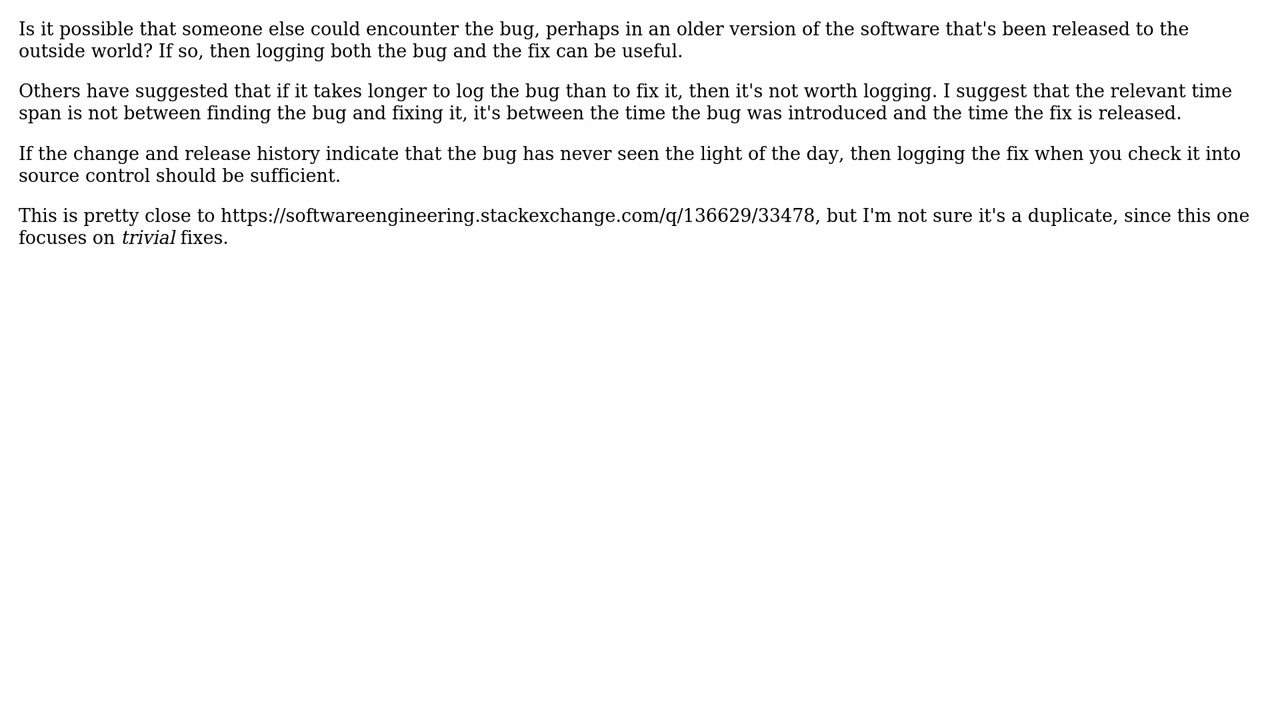 Is it possible that someone else could encounter the bug, perhaps in an older version of the software that's been released to the
outside world? If so, then logging both the bug and the fix can be useful.
Others have suggested that if it takes longer to log the bug than to fix it, then it's not worth logging. I suggest that the relevant time
span is not between finding the bug and fixing it, it's between the time the bug was introduced and the time the fix is released.
If the change and release history indicate that the bug has never seen the light of the day, then logging the fix when you check it into
source control should be sufficient.
This is pretty close to https://softwareengineering.stackexchange.com/q/136629/33478, but I'm not sure it's a duplicate, since this one
focuses on trivial fixes.